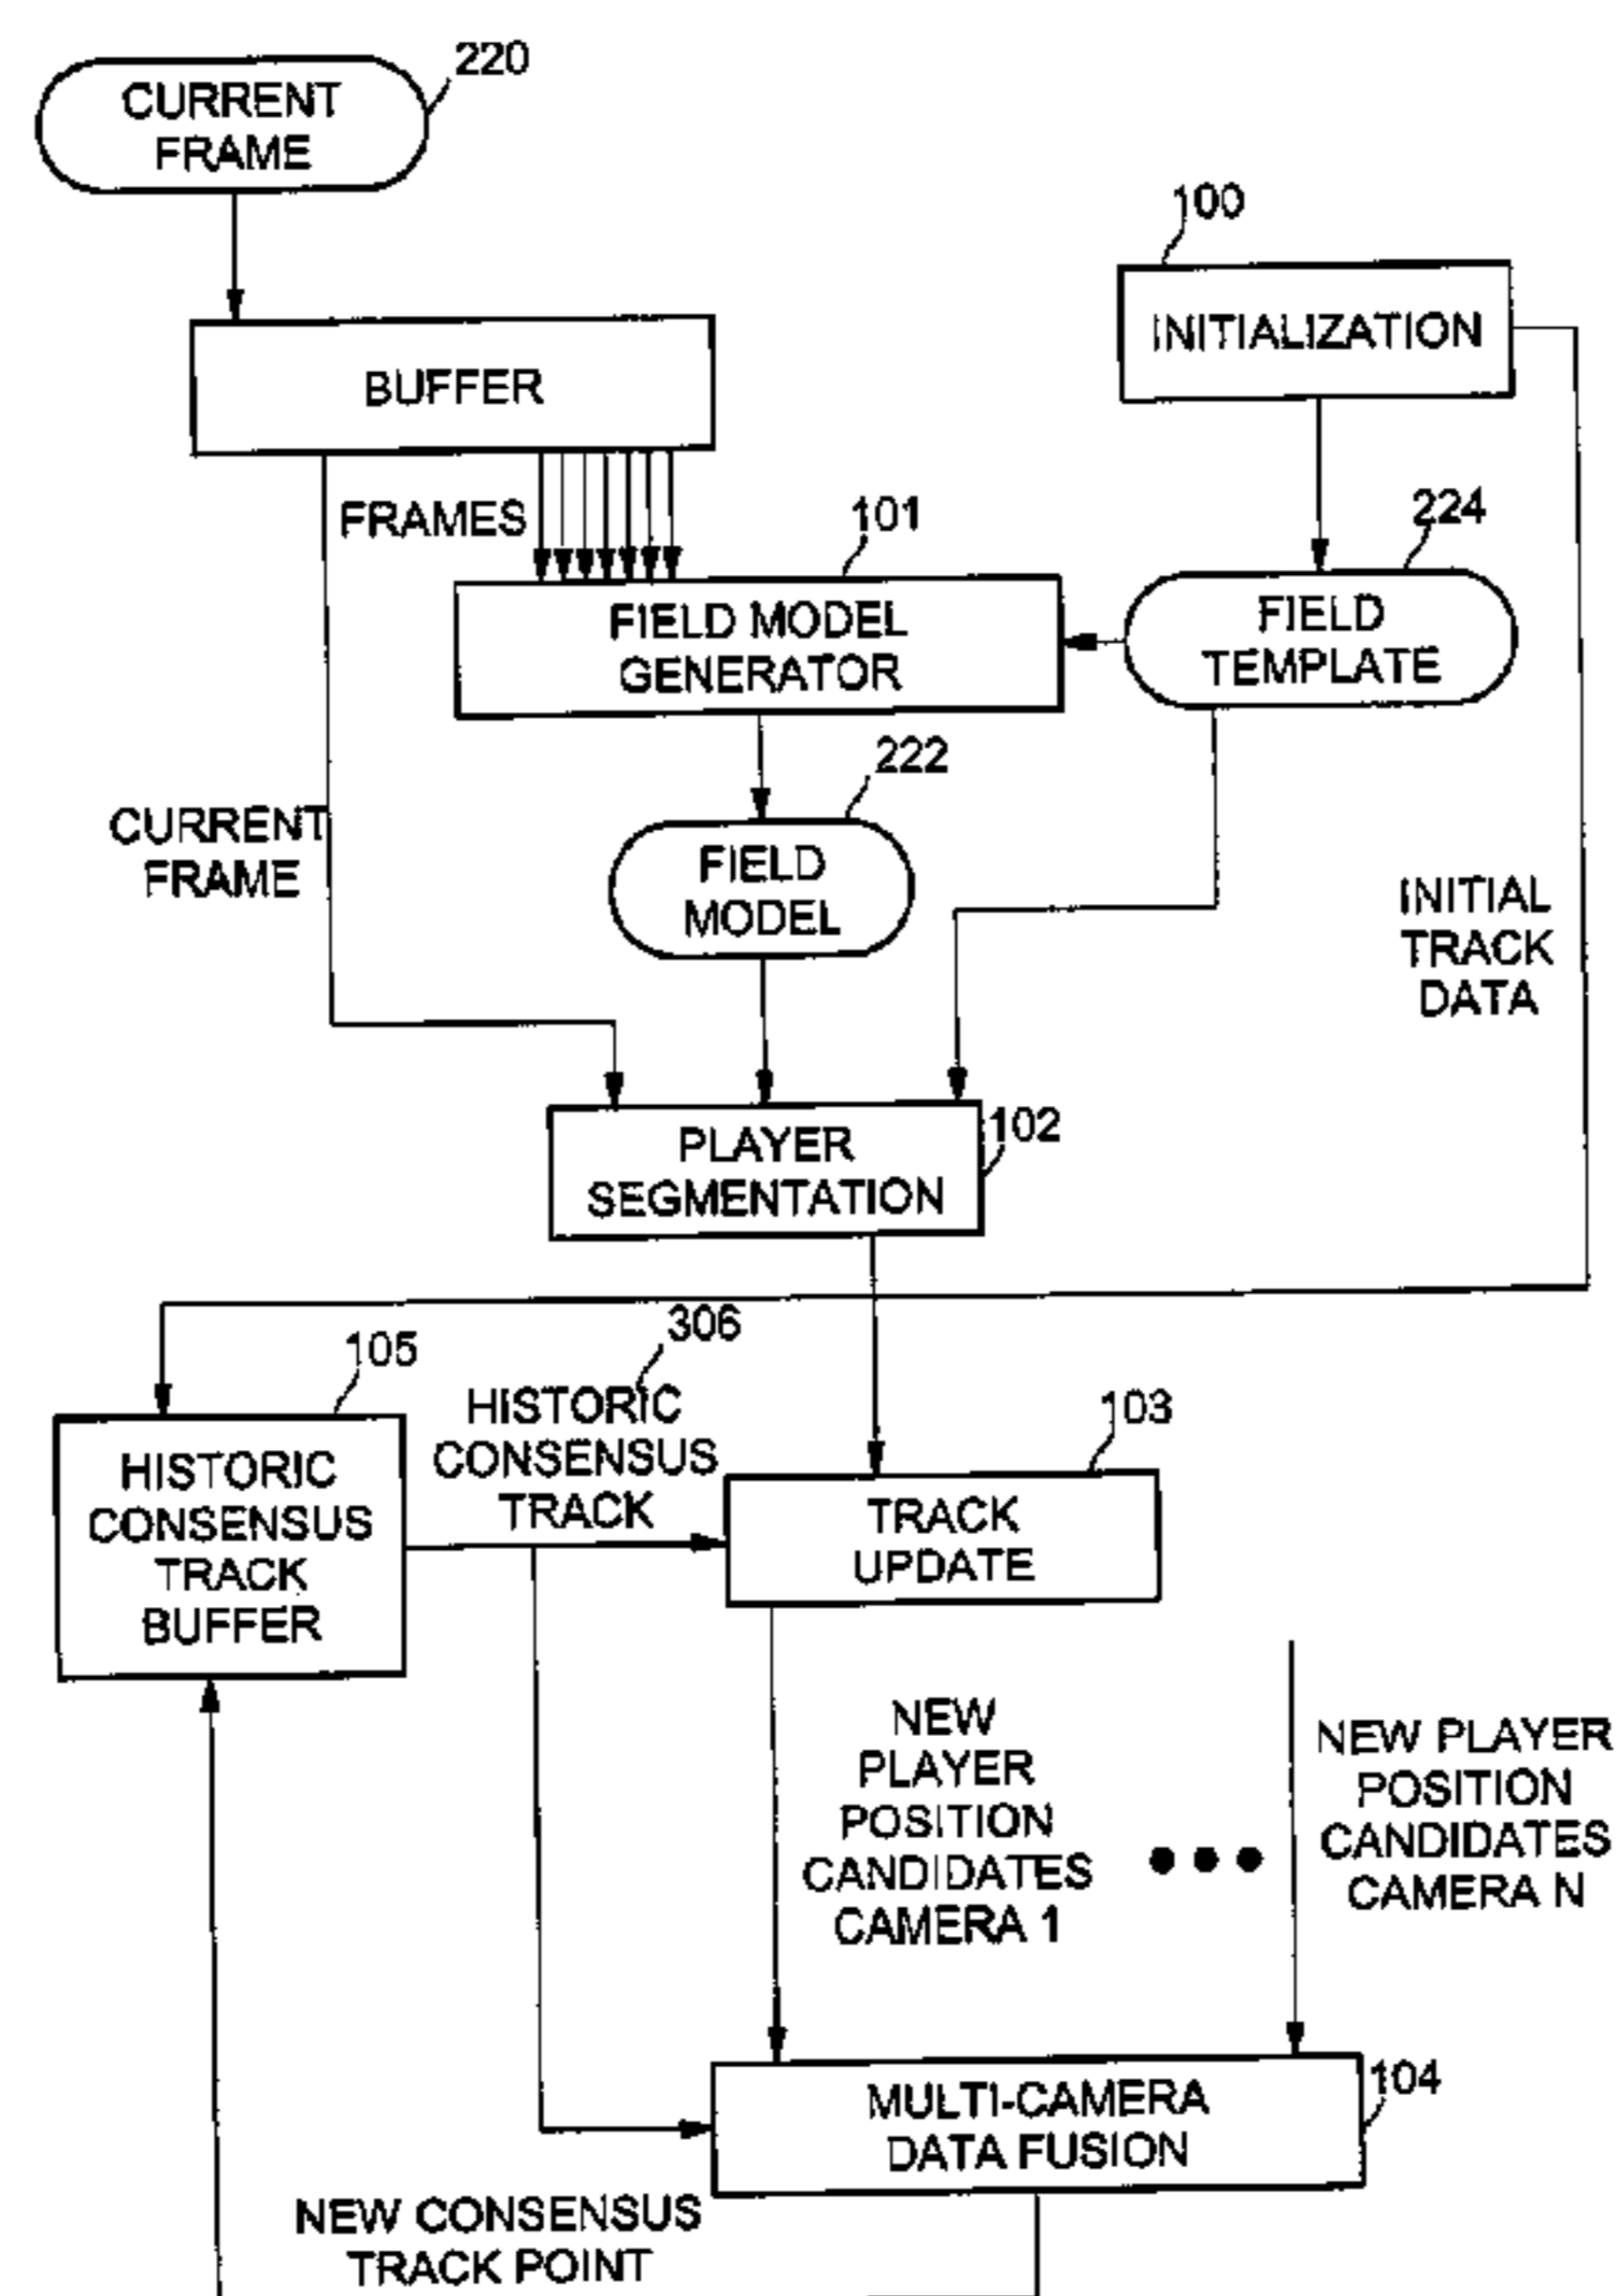 220
CURRENT
FRAME
100
INITIALIZATION
BUFFER
FRAMES
101
224
FIELD MODEL
GENERATOR
FIELD
TEMPLATE
222
CURRENT
FRAME
FIELD
MODEL
INITIAL
TRACK
DATA
PLAYER
SEGMENTATION
102
306
105
HISTORIC
CONSENSUS
TRACK
103
HISTORIC
CONSENSUS
TRACK
BUFFER
TRACK
UPDATE
NEW
PLAYER
POSITION
CANDIDATES
CAMERA 1
NEW PLAYER
POSITION
CANDIDATES
CAMERA N
MULTI-CAMERA
DATA FUSION
104
NEW CONSENSUS
TRACK POINT